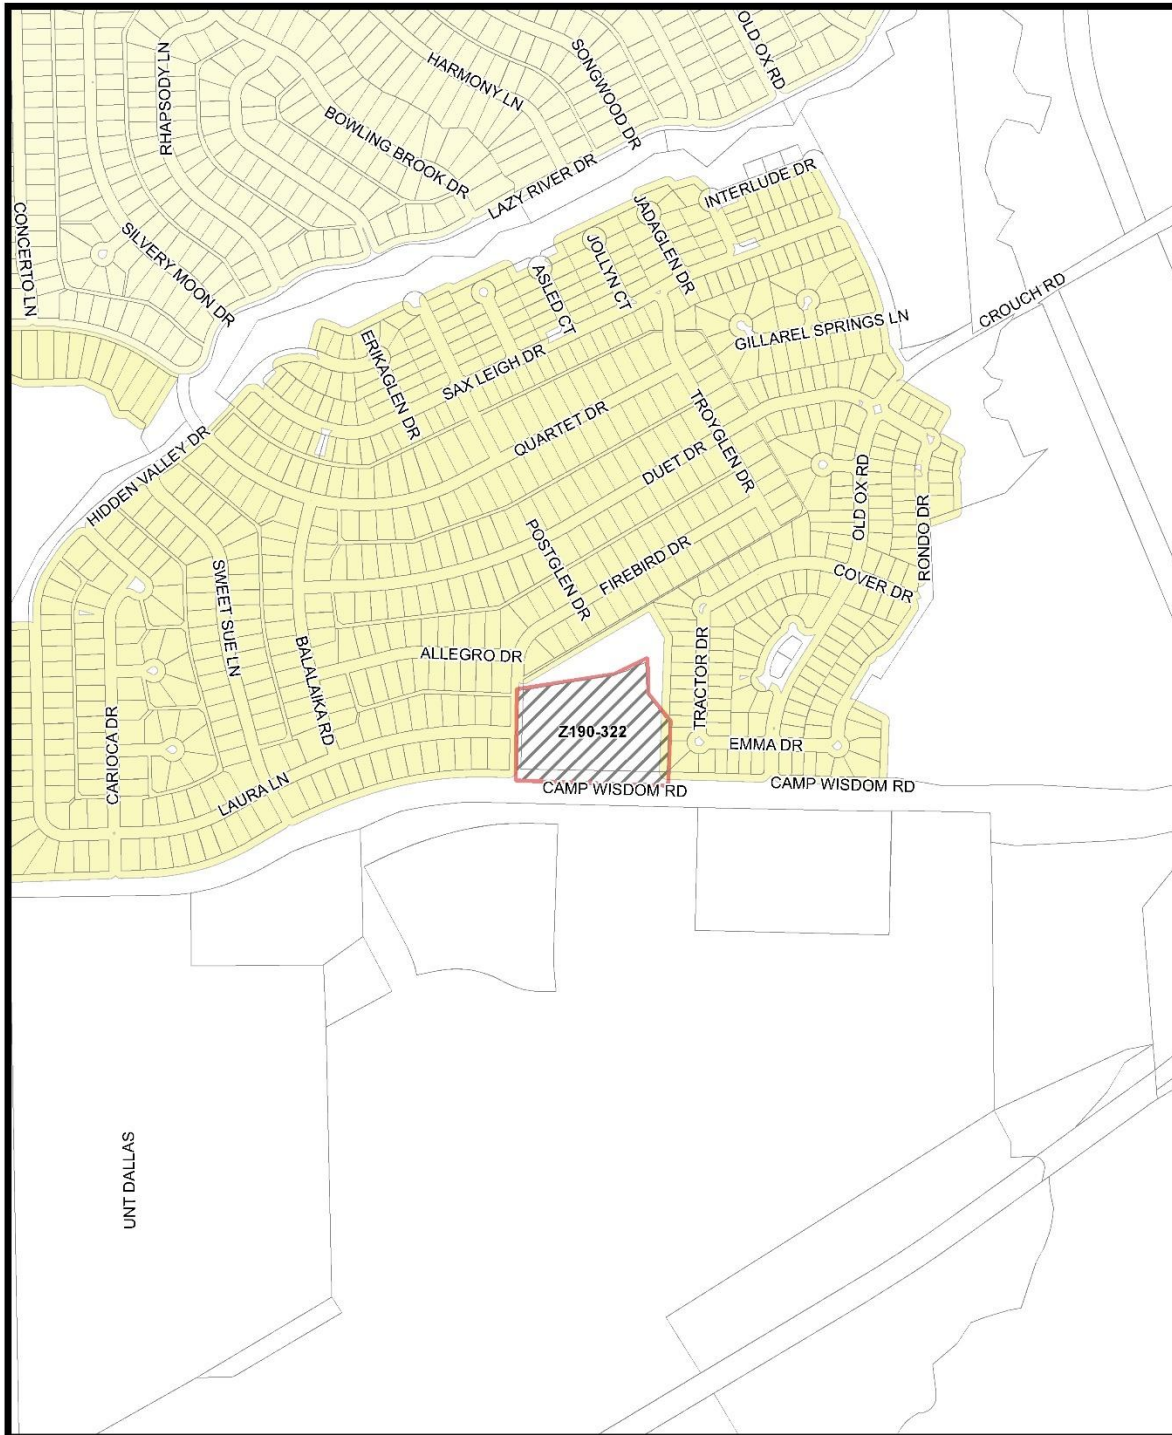 OLD OX RD
SONGWOOD DR
RHAPSODY LN
HARMONY LN
BOWLING BROOK DR
LAZY RIVER DR
INTERLUDE DR
JADAGLEN DR
CONCERTO LN
SILVERY MOON DR
JOLLYN CT
ASLED CT
CROUCH RD
GILLAREL SPRINGS LN
ERIKAGLEN DR
SAX LEIGH DR
QUARTET DR
TROYGLEN DR
DUET DR
HIDDEN VALLEY DR
OLD OX RD
RONDO DR
POSTGLEN DR
FIREBIRD DR
COVER DR
SWEET SUE LN
BALALAIKA RD
ALLEGRO DR
TRACTOR DR
CARIOCA DR
Z190-322
EMMA DR
LAURA LN
CAMP WISDOM RD
CAMP WISDOM RD
UNT DALLAS